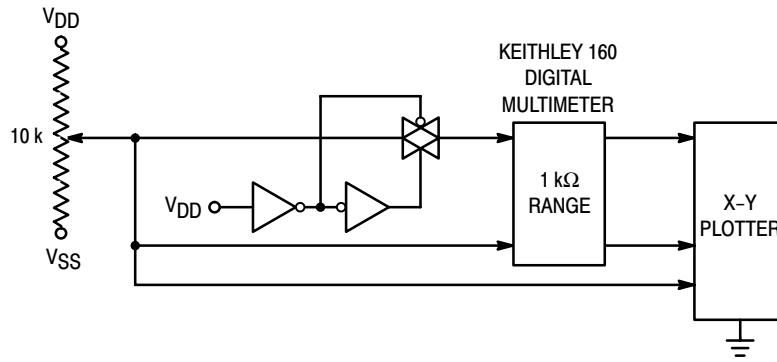 VDD
10 k
VSS
VDD
KEITHLEY 160
DIGITAL
MULTIMETER
1 kΩ
RANGE
X–Y
PLOTTER